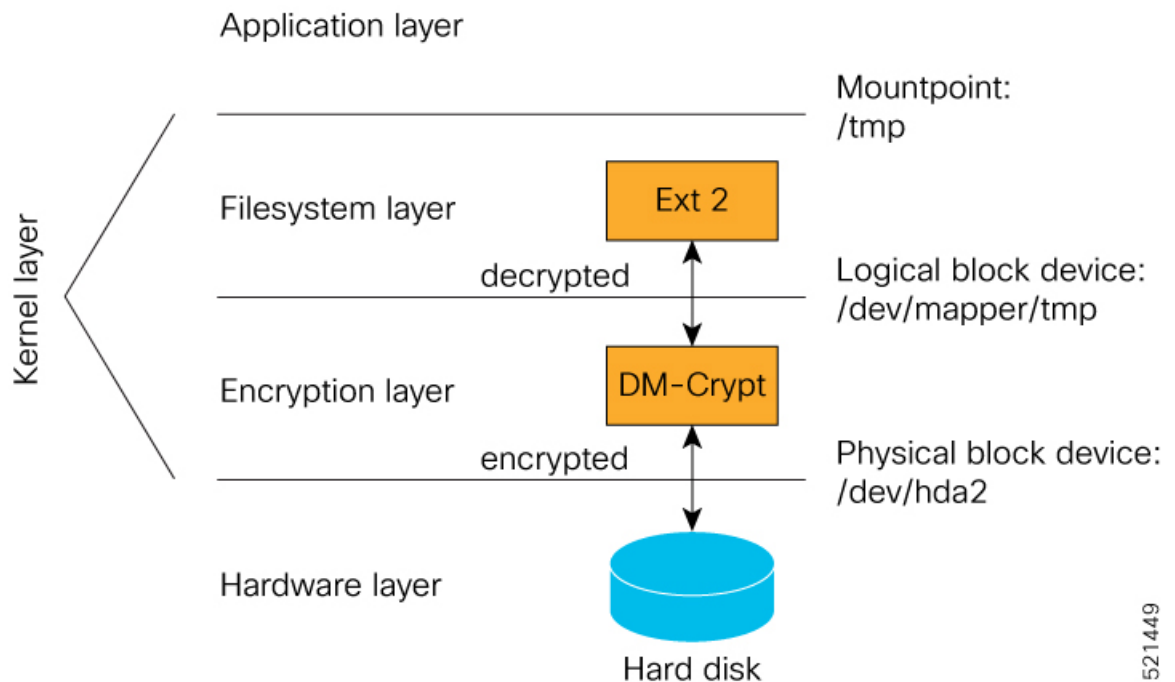 Application layer
Mountpoint:
/tmp
Kernel layer
Filesystem layer
Ext 2
decrypted
Logical block device:
/dev/mapper/tmp
Encryption layer
DM-Crypt
encrypted
Physical block device:
/dev/hda2
Hardware layer
Hard disk
521449